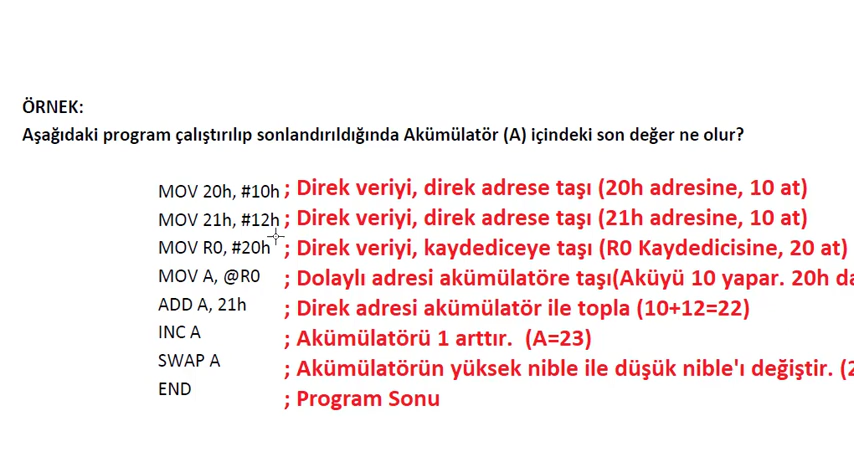 ÖRNEK:
Aşağıdaki program çalıştırılıp sonlandırıldığında Akümülatör (A) içindeki son değer ne olur?
MOV 20h, #10h ; Direk veriyi, direk adrese taşı (20h adresine, 10 at)
MOV 21h, #12h ; Direk veriyi, direk adrese taşı (21h adresine, 10 at)
MOV R0, #20h ; Direk veriyi, kaydediciye taşı (R0 Kaydedicisine, 20 at)
MOV A, @R0 ; Dolaylı adresi akümülatöre taşı(Aküyü 10 yapar. 20h da
ADD A, 21h ; Direk adresi akümülatör ile topla (10+12=22)
INC A ; Akümülatörü 1 arttır. (A=23)
SWAP A ; Akümülatörün yüksek nible ile düşük nible'ı değiştir. (2
END ; Program Sonu